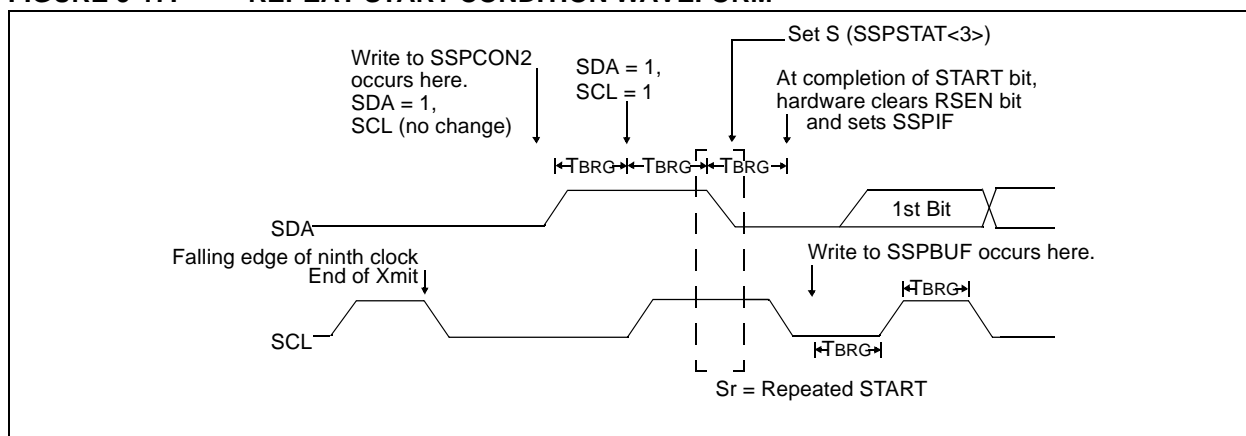 Set S (SSPSTAT<3>)
Write to SSPCON2
occurs here.
SDA = 1,
SCL (no change)
SDA = 1,
SCL = 1
At completion of START bit,
hardware clears RSEN bit
and sets SSPIF
TBRG
TBRG
TBRG
1st Bit
SDA
Write to SSPBUF occurs here.
Falling edge of ninth clock
End of Xmit
TBRG
SCL
TBRG
Sr = Repeated START